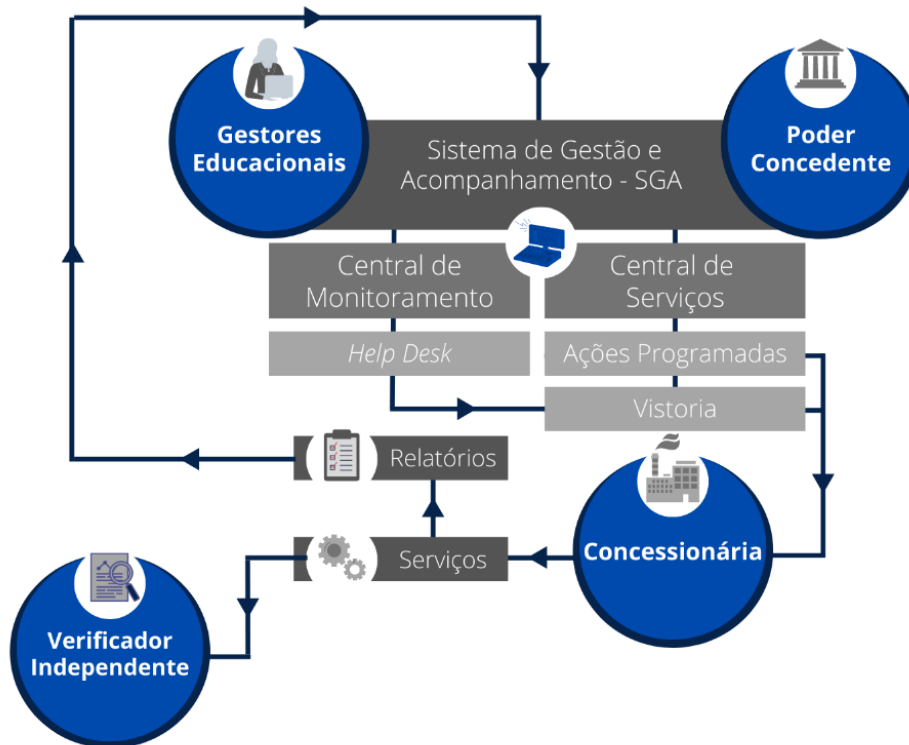 Gestores
Educacionais
Poder
Concedente
Sistema de Gestão e
Acompanhamento - SGA
Central de
Monitoramento
Central de
Serviços
Help Desk
Ações Programadas
Vistoria
Relatórios
Concessionária
Serviços
Verificador
Independente